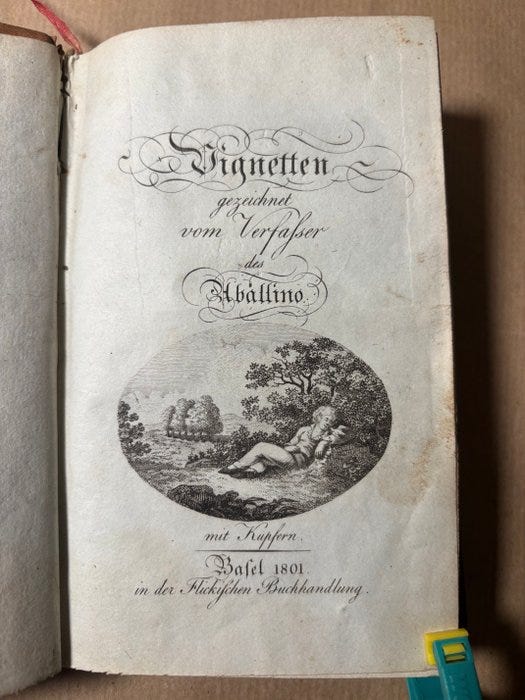 Vignetten
gezeichnet
vom Verfaſser
des
Abällino.
mit Kupfern.
Baſel 1801.
in der Flickiſchen Buchhandlung.